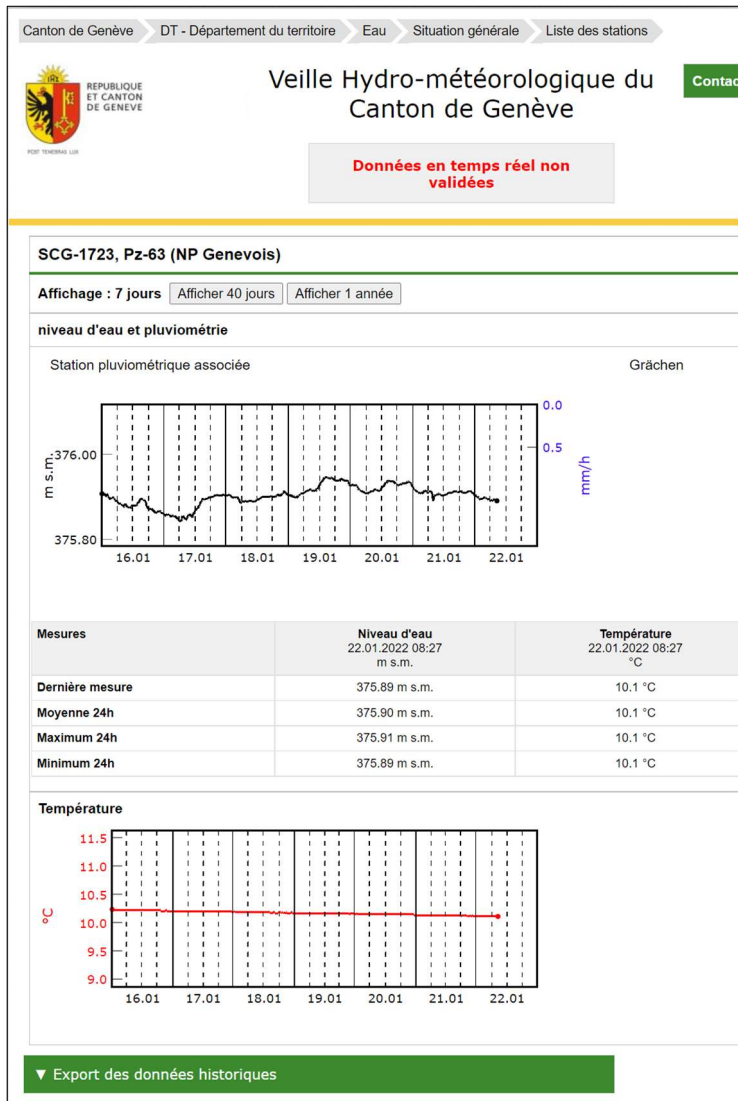 Canton de Genève DT - Département du territoire Eau Situation générale Liste des stations
REPUBLIQUE
ET CANTON
DE GENEVE
POST TENEBRAS LUX
Veille Hydro-météorologique du
Canton de Genève
Contac
Données en temps réel non
validées
SCG-1723, Pz-63 (NP Genevois)
Affichage : 7 jours Afficher 40 jours Afficher 1 année
niveau d'eau et pluviométrie
Station pluviométrique associée Grächen
0.0
376.00
0.5
m s.m.
mm/h
375.80
16.01 17.01 18.01 19.01 20.01 21.01 22.01
Mesures Niveau d'eau Température
22.01.2022 08:27 22.01.2022 08:27
m s.m. °C
Dernière mesure 375.89 m s.m. 10.1 °C
Moyenne 24h 375.90 m s.m. 10.1 °C
Maximum 24h 375.91 m s.m. 10.1 °C
Minimum 24h 375.89 m s.m. 10.1 °C
Température
11.5
11.0
10.5
10.0
°C
9.5
9.0
16.01 17.01 18.01 19.01 20.01 21.01 22.01
▼ Export des données historiques